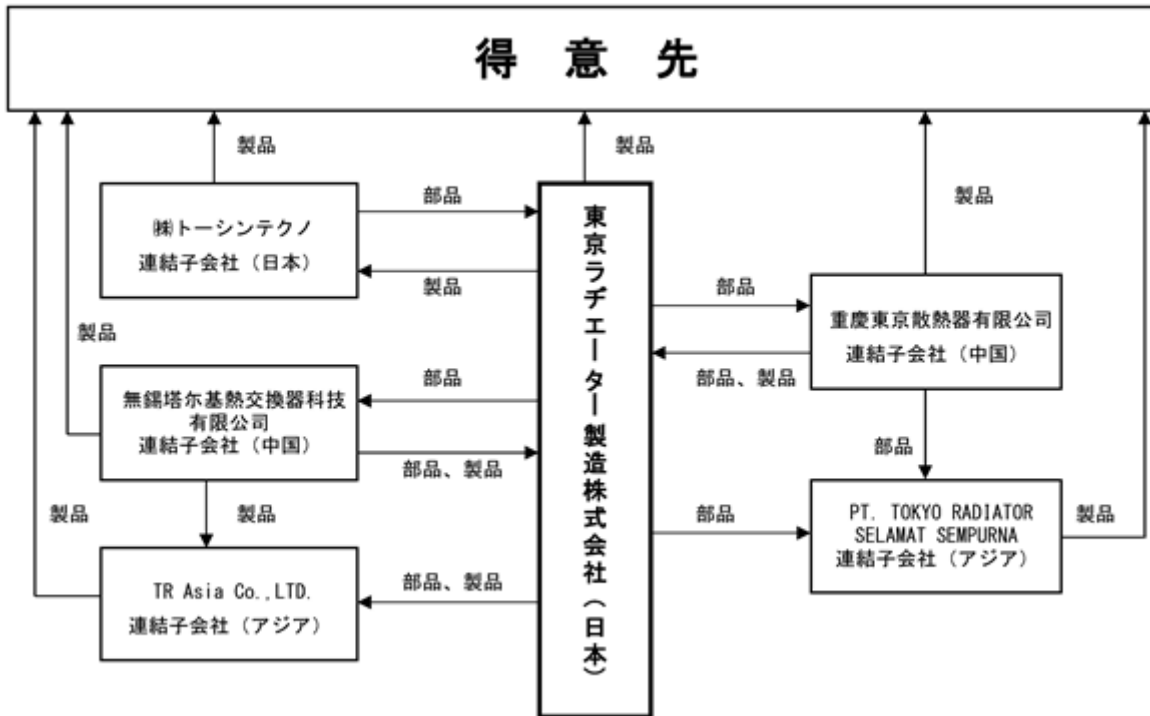 得意先
製品
製品
製品
㈱トーシンテクノ
連結子会社（日本）
部品
製品
東京ラヂエーター製造株式会社（日本）
部品
重慶東京散熱器有限公司
連結子会社（中国）
部品、製品
製品
無錫塔尓基熱交換器科技
有限公司
連結子会社（中国）
部品
部品、製品
部品
製品
製品
部品
PT. TOKYO RADIATOR
SELAMAT SEMPURNA
連結子会社（アジア）
製品
TR Asia Co.,LTD.
連結子会社（アジア）
部品、製品